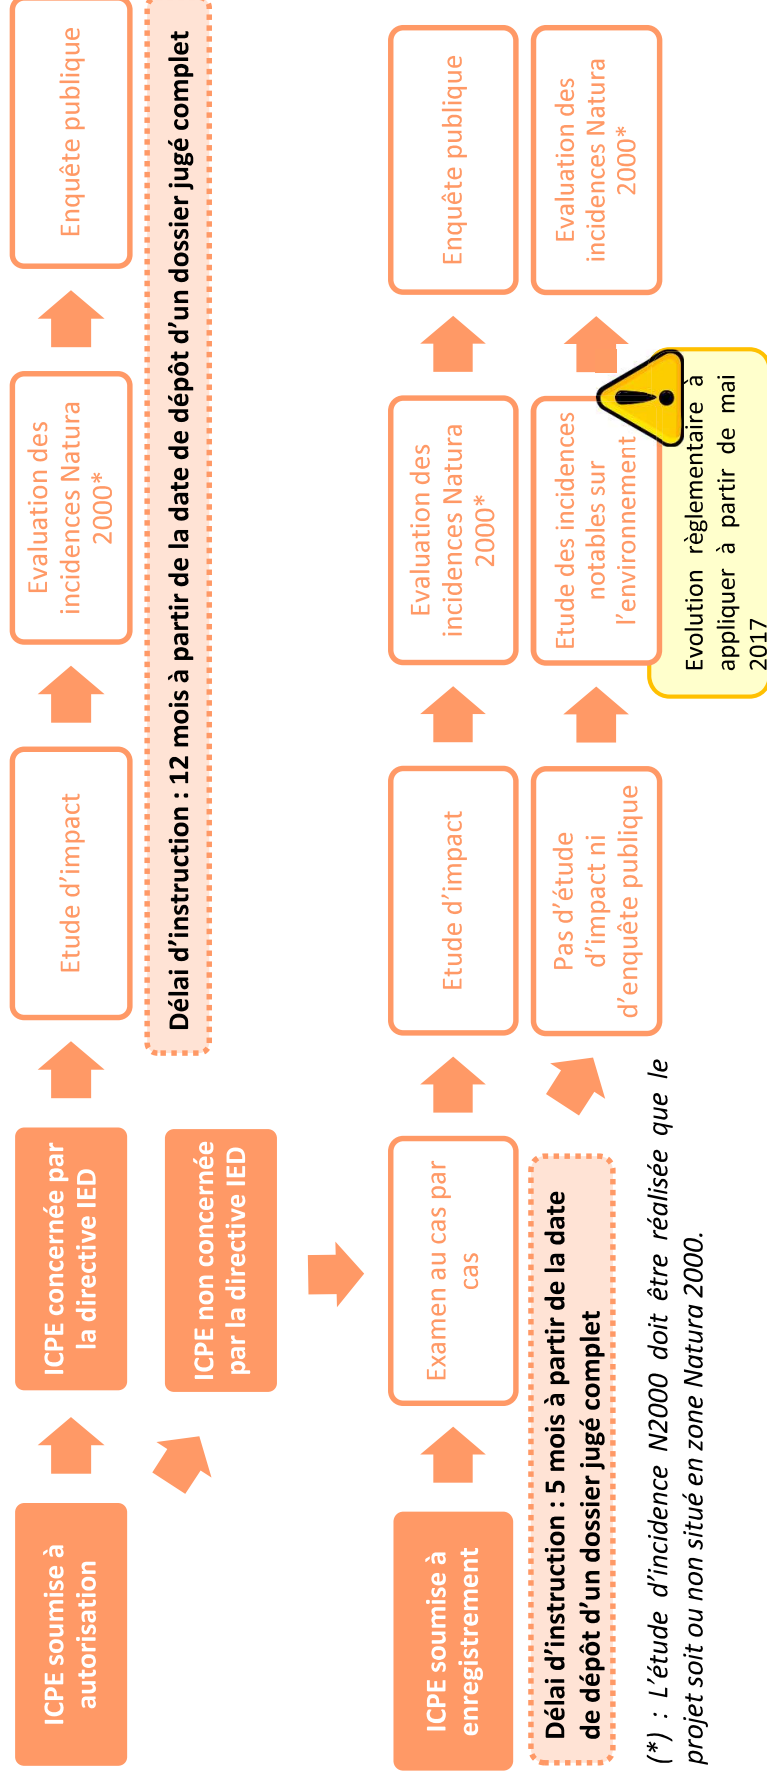 ICPE soumise à
autorisation
ICPE concernée par
la directive IED
Etude d’impact
Evaluation des
incidences Natura
2000*
Enquête publique
ICPE non concernée
par la directive IED
Délai d’instruction : 12 mois à partir de la date de dépôt d’un dossier jugé complet
ICPE soumise à
enregistrement
Examen au cas par
cas
Etude d’impact
Evaluation des
incidences Natura
2000*
Enquête publique
Délai d’instruction : 5 mois à partir de la date
de dépôt d’un dossier jugé complet
Pas d’étude
d’impact ni
d’enquête publique
Etude des incidences
notables sur
l’environnement
Evaluation des
incidences Natura
2000*
Evolution règlementaire à
appliquer à partir de mai
2017
(*) : L’étude d’incidence N2000 doit être réalisée que le
projet soit ou non situé en zone Natura 2000.